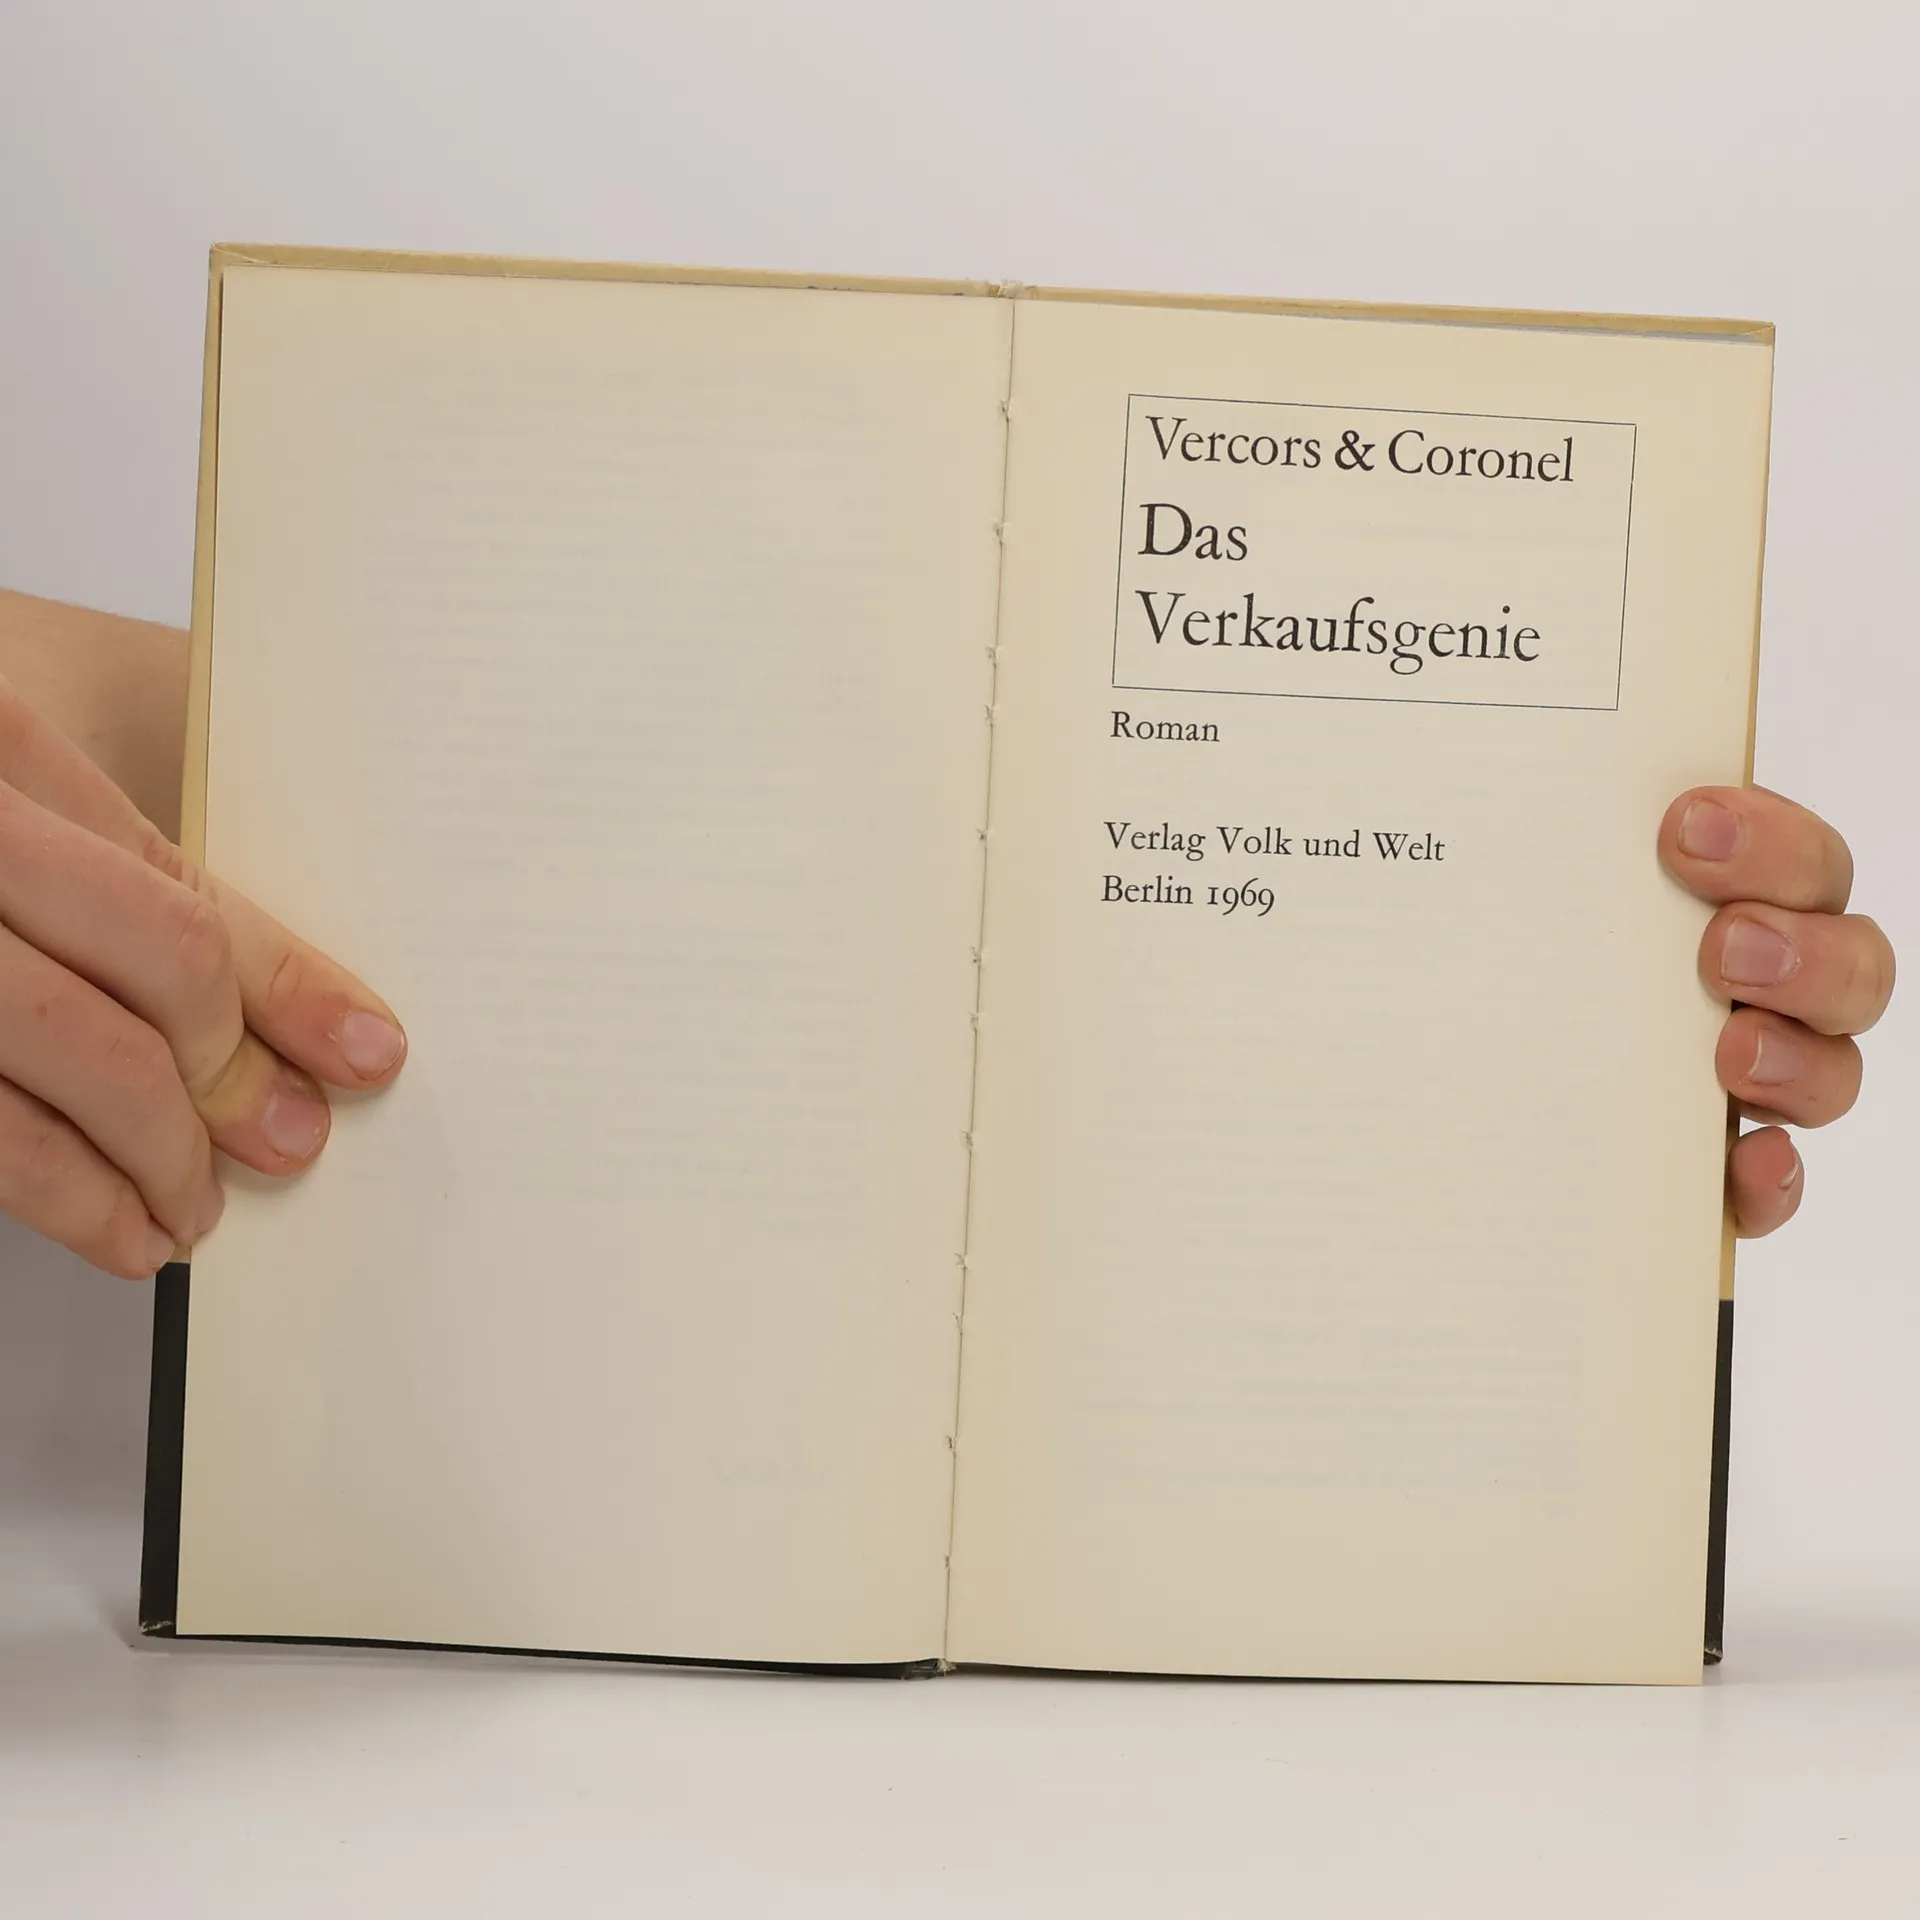 Vercors & Coronel
Das
Verkaufsgenie
Roman
Verlag Volk und Welt
Berlin 1969